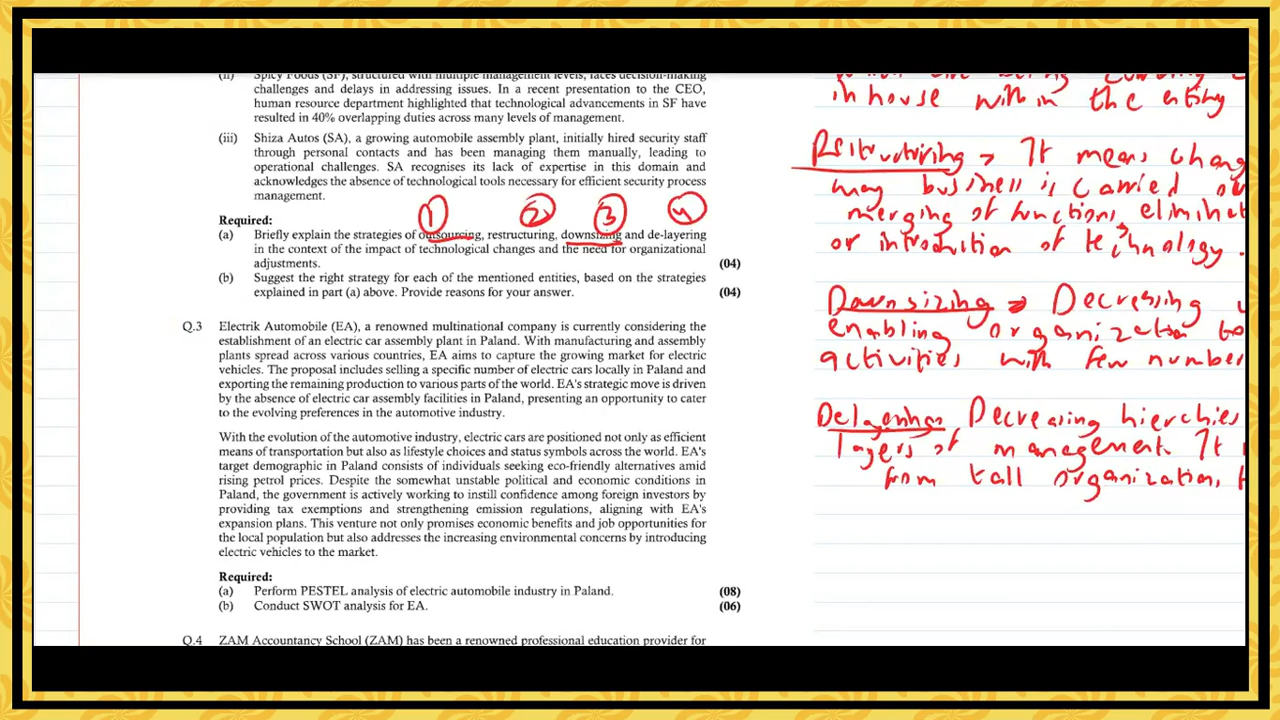 (ii) Spicy Foods (SF), structured with multiple management levels, faces decision-making
challenges and delays in addressing issues. In a recent presentation to the CEO,
human resource department highlighted that technological advancements in SF have
resulted in 40% overlapping duties across many levels of management.
(iii) Shiza Autos (SA), a growing automobile assembly plant, initially hired security staff
through personal contacts and has been managing them manually, leading to
operational challenges. SA recognises its lack of expertise in this domain and
acknowledges the absence of technological tools necessary for efficient security process
management.
1 2 3 4
Required:
(a) Briefly explain the strategies of outsourcing, restructuring, downsizing and de-layering
in the context of the impact of technological changes and the need for organizational
adjustments. (04)
(b) Suggest the right strategy for each of the mentioned entities, based on the strategies
explained in part (a) above. Provide reasons for your answer. (04)
Q.3 Electrik Automobile (EA), a renowned multinational company is currently considering the
establishment of an electric car assembly plant in Paland. With manufacturing and assembly
plants spread across various countries, EA aims to capture the growing market for electric
vehicles. The proposal includes selling a specific number of electric cars locally in Paland and
exporting the remaining production to various parts of the world. EA's strategic move is driven
by the absence of electric car assembly facilities in Paland, presenting an opportunity to cater
to the evolving preferences in the automotive industry.
With the evolution of the automotive industry, electric cars are positioned not only as efficient
means of transportation but also as lifestyle choices and status symbols across the world. EA's
target demographic in Paland consists of individuals seeking eco-friendly alternatives amid
rising petrol prices. Despite the somewhat unstable political and economic conditions in
Paland, the government is actively working to instill confidence among foreign investors by
providing tax exemptions and strengthening emission regulations, aligning with EA's
expansion plans. This venture not only promises economic benefits and job opportunities for
the local population but also addresses the increasing environmental concerns by introducing
electric vehicles to the market.
Required:
(a) Perform PESTEL analysis of electric automobile industry in Paland. (08)
(b) Conduct SWOT analysis for EA. (06)
Q.4 ZAM Accountancy School (ZAM) has been a renowned professional education provider for
in house within the entity
Restructuring → It means chang
way business is carried o
merging of functions, eliminat
or introduction of technology.
Downsizing → Decreasing
enabling organization to
activities with few number
Delayering Decreasing hierchies
layers of management. It
from tall organization,